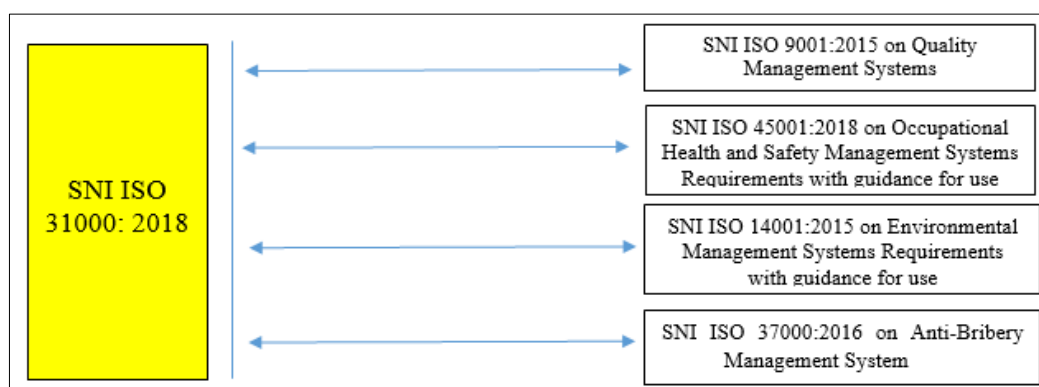 SNI ISO
31000: 2018
SNI ISO 9001:2015 on Quality
Management Systems
SNI ISO 45001:2018 on Occupational
Health and Safety Management Systems
Requirements with guidance for use
SNI ISO 14001:2015 on Environmental
Management Systems Requirements
with guidance for use
SNI ISO 37000:2016 on Anti-Bribery
Management System